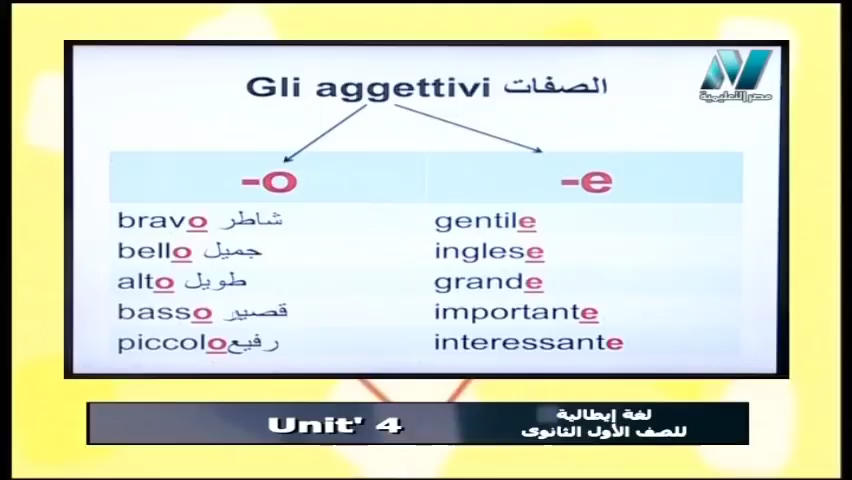 Gli aggettivi الصفات
مصر التعليمية
-o -e
bravo شاطر gentile
bello جميل inglese
alto طويل grande
basso قصير importante
piccolo رفيع interessante
Unit' 4
لغة إيطالية
للصف الأول الثانوى